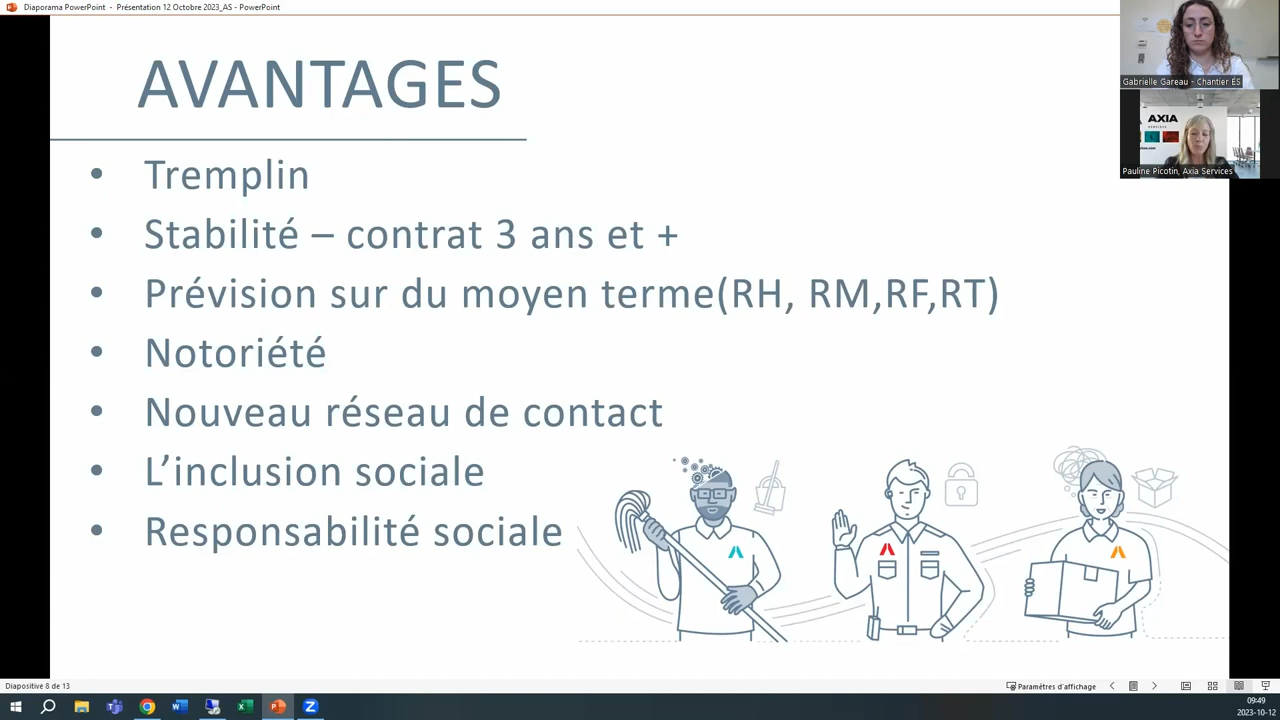 Diaporama PowerPoint - Présentation 12 Octobre 2023_AS - PowerPoint
AVANTAGES
• Tremplin
• Stabilité – contrat 3 ans et +
• Prévision sur du moyen terme(RH, RM,RF,RT)
• Notoriété
• Nouveau réseau de contact
• L’inclusion sociale
• Responsabilité sociale
Gabrielle Gareau - Chantier ÉS
AXIA
Pauline Picotin, Axia Services
Diapositive 8 de 13
Paramètres d'affichage
09:49
2023-10-12